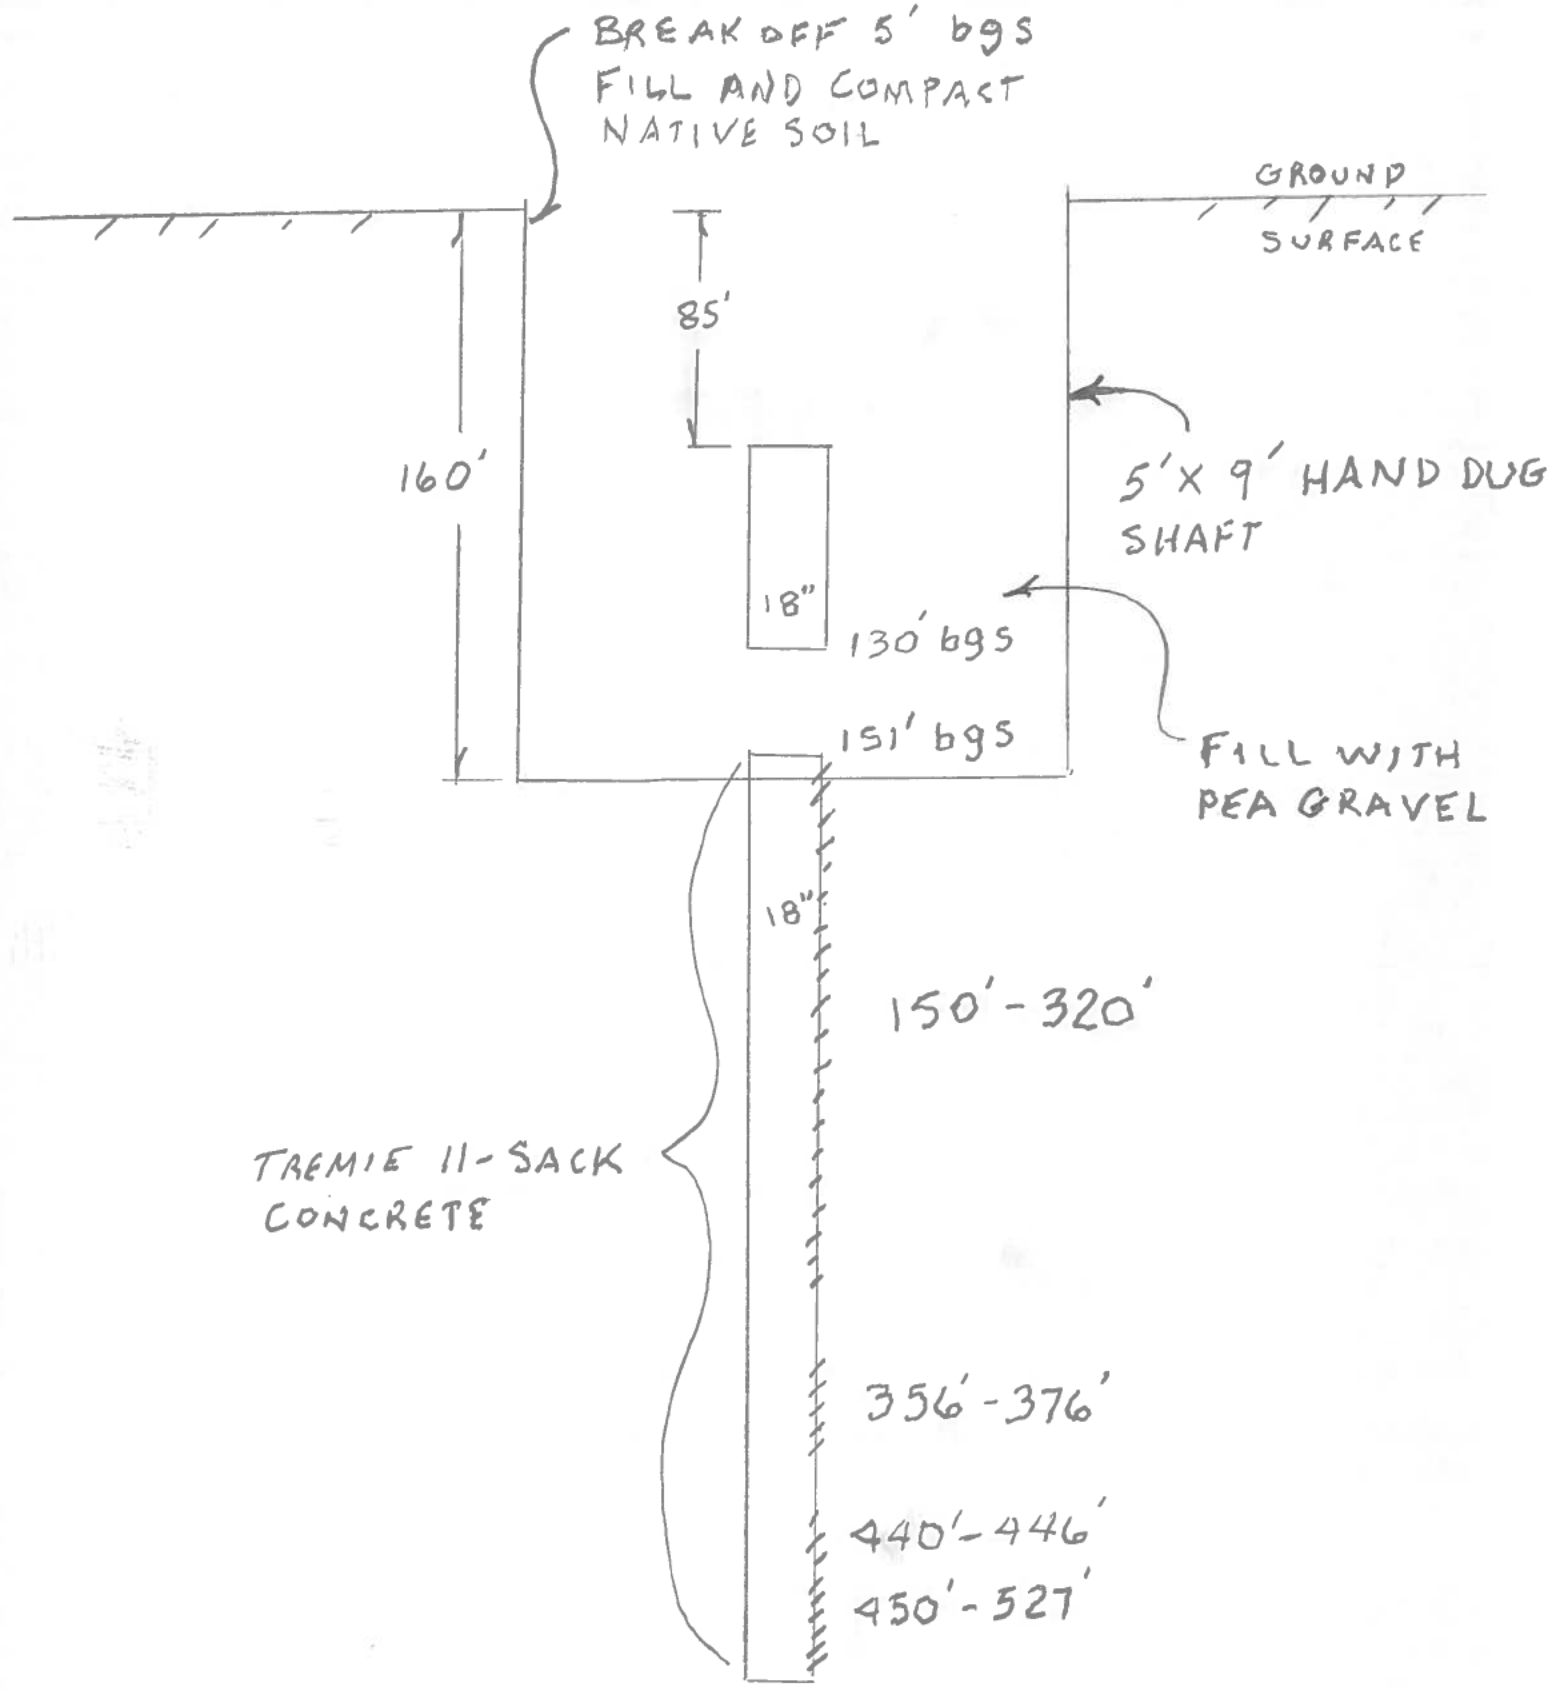 BREAK OFF 5' bgs
FILL AND COMPACT
NATIVE SOIL
GROUND
SURFACE
85'
160'
5' X 9' HAND DUG
SHAFT
18"
130' bgs
151' bgs
FILL WITH
PEA GRAVEL
18"
150' - 320'
TREMIE 11-SACK
CONCRETE
356' - 376'
440' - 446'
450' - 527'